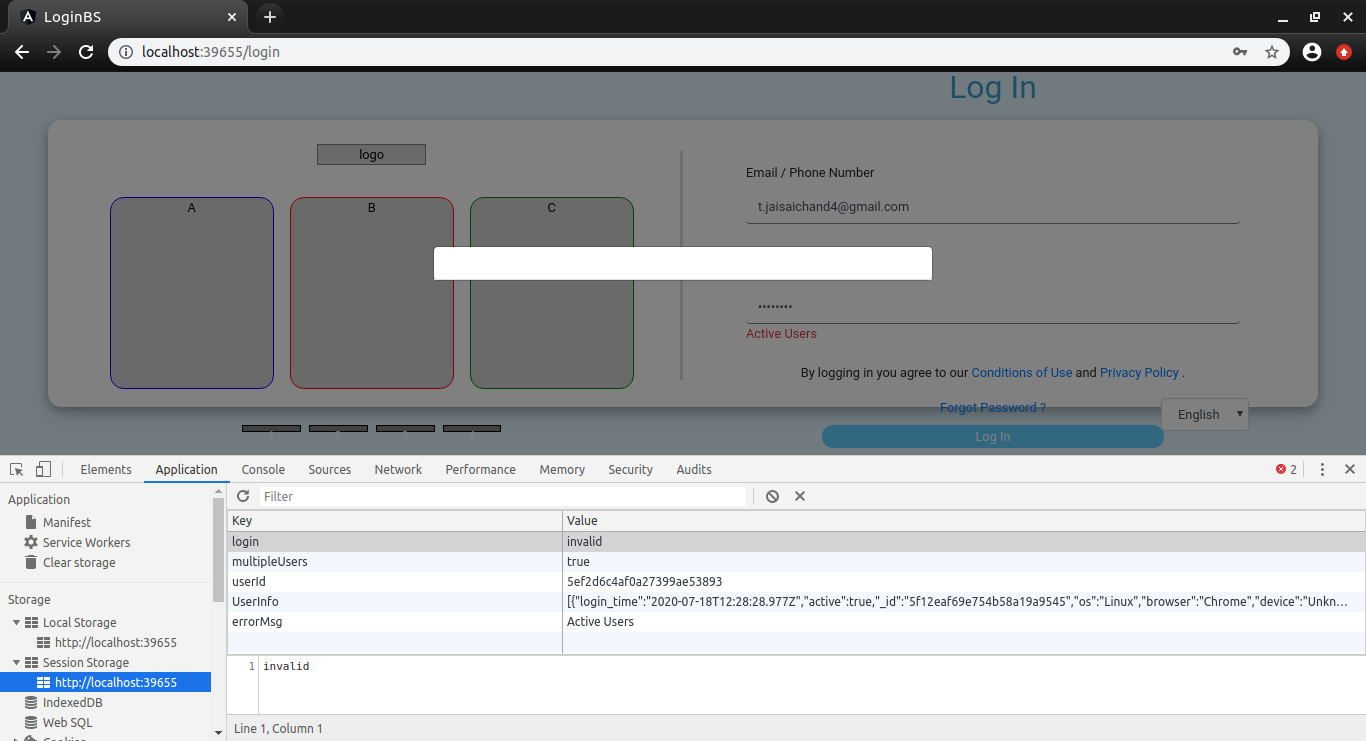 LoginBS
localhost:39655/login
Log In
logo
A B C
Email / Phone Number
t.jaisaichand4@gmail.com
••••••••
Active Users
By logging in you agree to our Conditions of Use and Privacy Policy .
Forgot Password ?
English
1 2 3 4
Log In
Elements Application Console Sources Network Performance Memory Security Audits 2
Application
Manifest
Service Workers
Clear storage
Storage
Local Storage
http://localhost:39655
Session Storage
http://localhost:39655
IndexedDB
Web SQL
Cookies
Filter
Key Value
login invalid
multipleUsers true
userId 5ef2d6c4af0a27399ae53893
UserInfo [{"login_time":"2020-07-18T12:28:28.977Z","active":true,"_id":"5f12eaf69e754b58a19a9545","os":"Linux","browser":"Chrome","device":"Unkn…
errorMsg Active Users
1 invalid
Line 1, Column 1